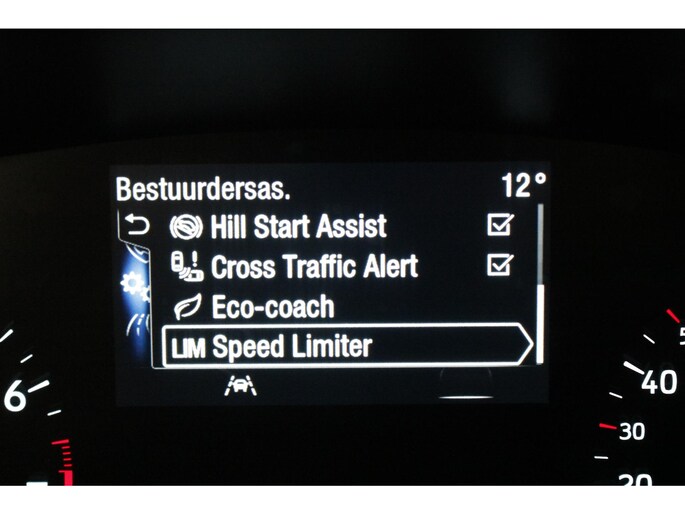 Bestuurdersas. 12°
Hill Start Assist
Cross Traffic Alert
Eco-coach
LIM Speed Limiter
6
40
30
20